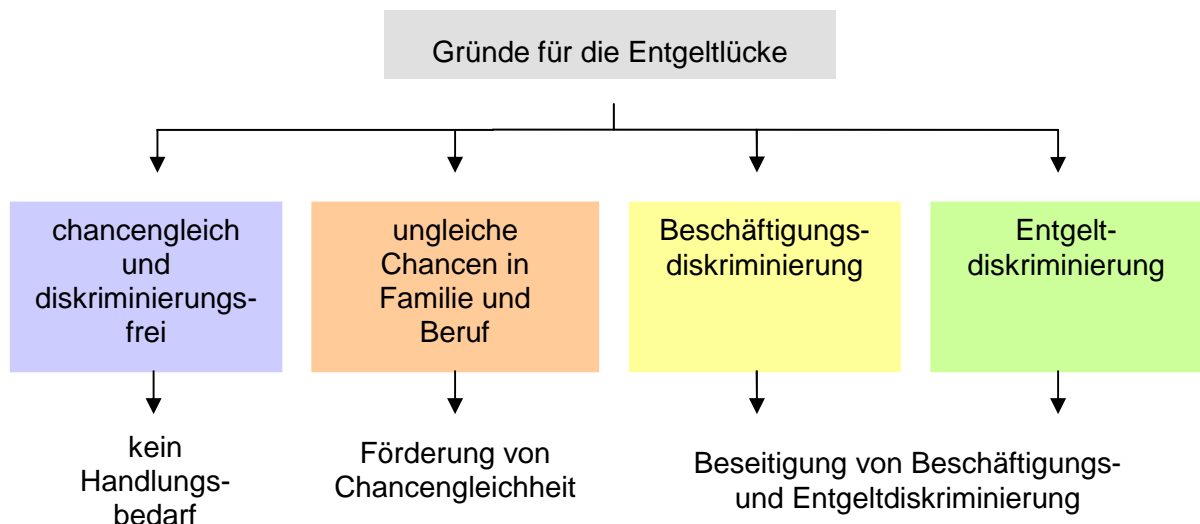 Gründe für die Entgeltlücke
chancengleich
und
diskriminierungs-
frei
ungleiche
Chancen in
Familie und
Beruf
Beschäftigungs-
diskriminierung
Entgelt-
diskriminierung
kein
Handlungs-
bedarf
Förderung von
Chancengleichheit
Beseitigung von Beschäftigungs-
und Entgeltdiskriminierung